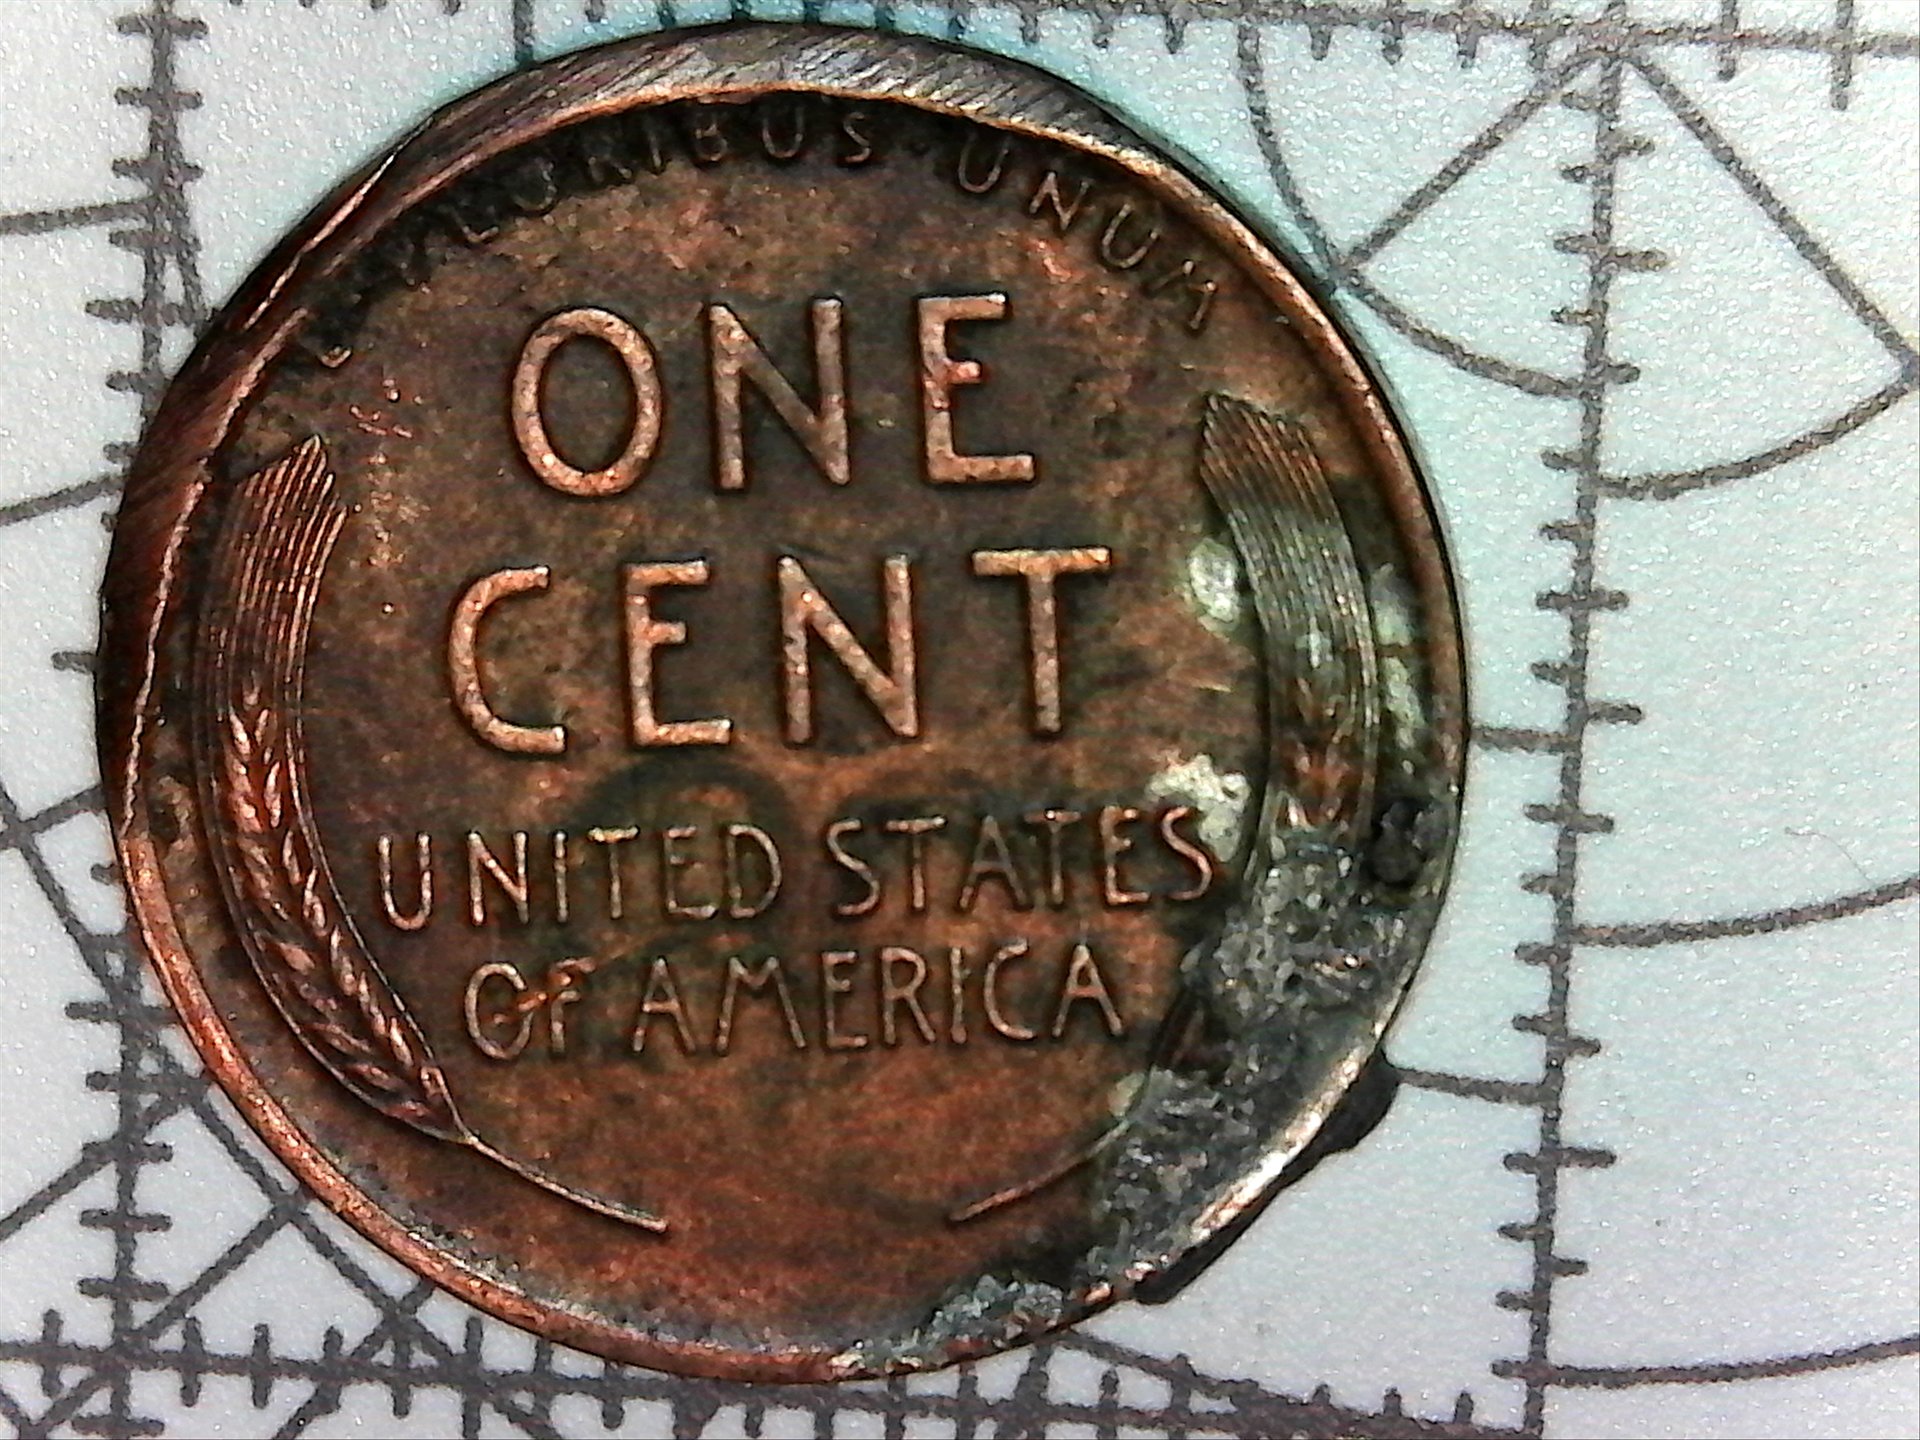 E PLURIBUS · UNUM
ONE
CENT
UNITED STATES
OF AMERICA